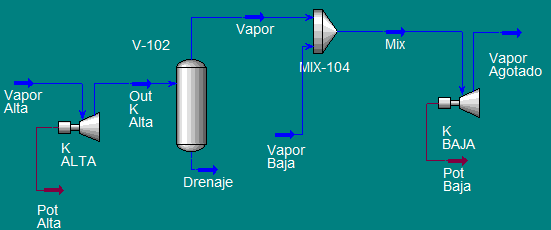 V-102
Vapor
Mix
MIX-104
Vapor
Agotado
Vapor
Alta
Out
K
Alta
K
ALTA
Vapor
Baja
K
BAJA
Drenaje
Pot
Baja
Pot
Alta